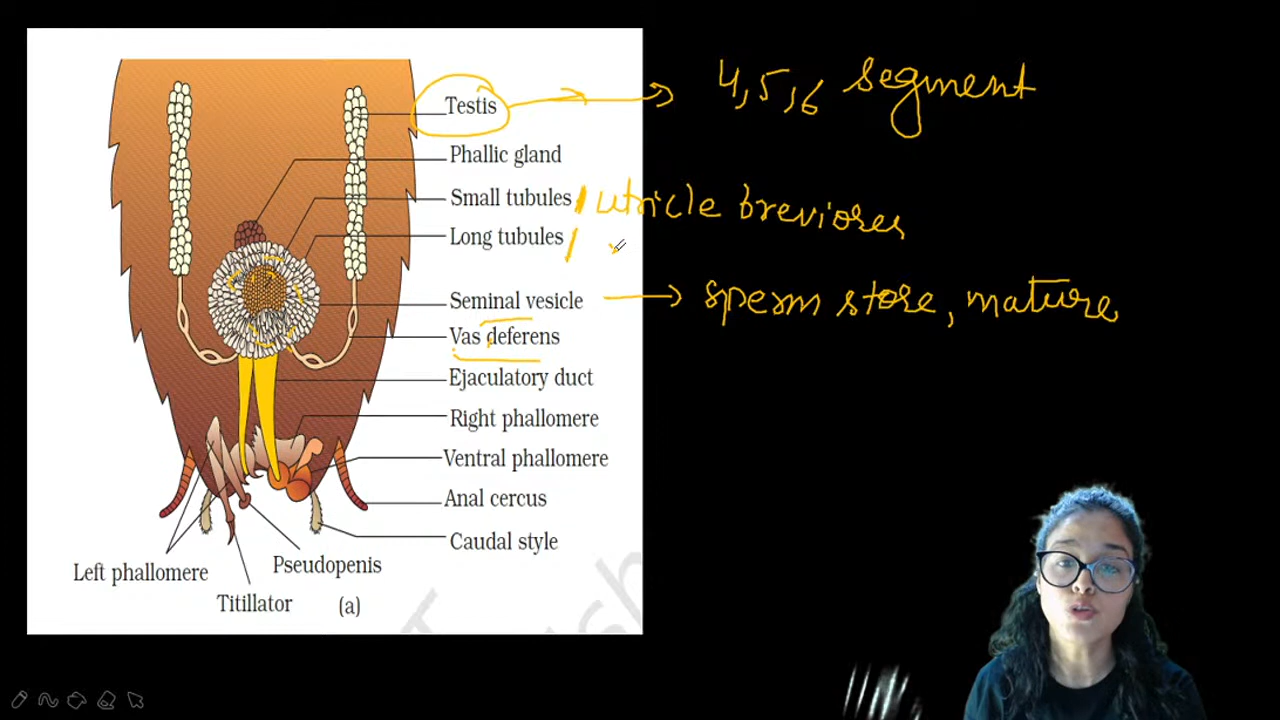 Testis 4,5,6 segment
Phallic gland
Small tubules / utricle breviores
Long tubules /
Seminal vesicle sperm store, mature
Vas deferens
Ejaculatory duct
Right phallomere
Ventral phallomere
Anal cercus
Caudal style
Pseudopenis
Left phallomere
Titillator
(a)